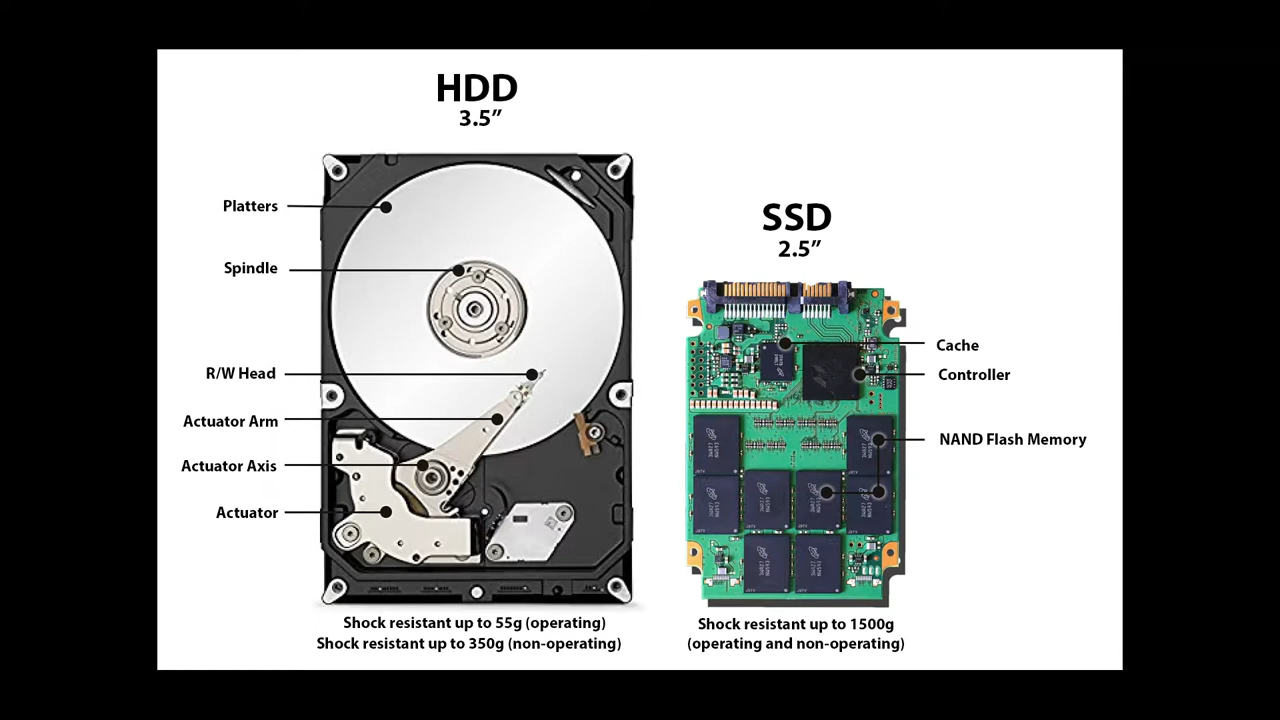 HDD
3.5”
Platters
Spindle
R/W Head
Actuator Arm
Actuator Axis
Actuator
Shock resistant up to 55g (operating)
Shock resistant up to 350g (non-operating)
SSD
2.5”
Cache
Controller
NAND Flash Memory
Shock resistant up to 1500g
(operating and non-operating)